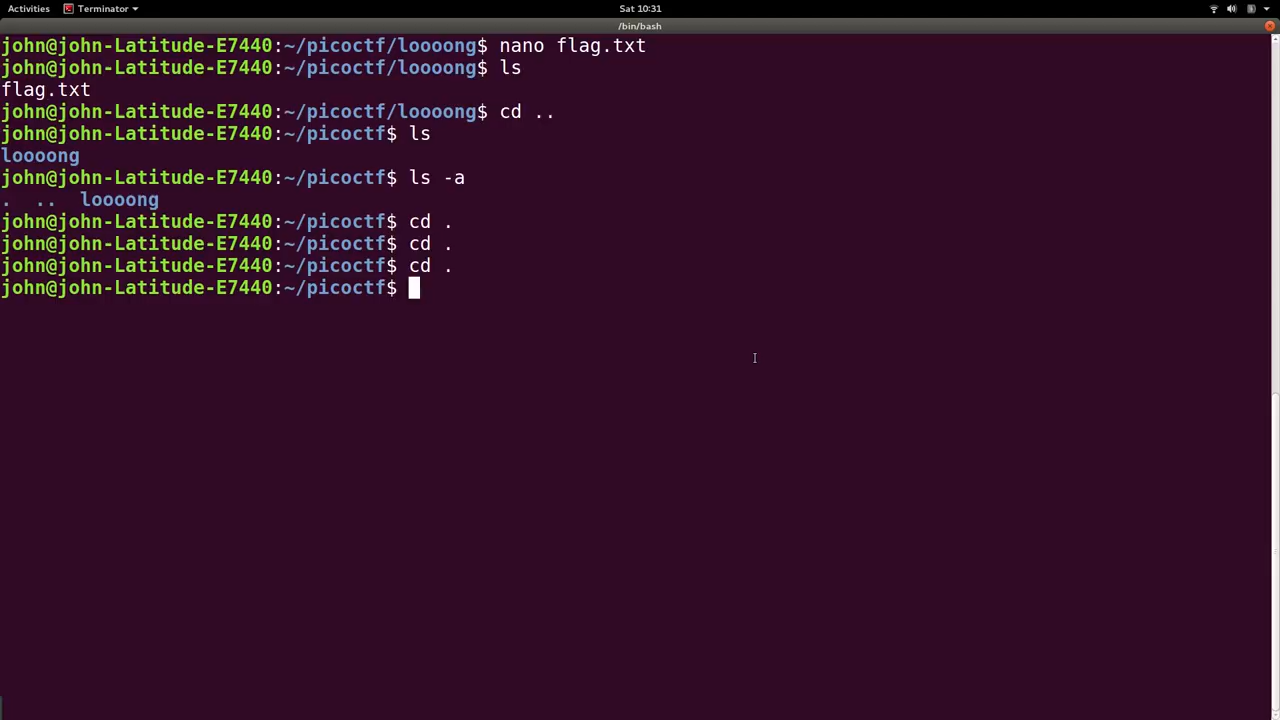 Activities Terminator Sat 10:31
/bin/bash
john@john-Latitude-E7440:~/picoctf/loooong$ nano flag.txt
john@john-Latitude-E7440:~/picoctf/loooong$ ls
flag.txt
john@john-Latitude-E7440:~/picoctf/loooong$ cd ..
john@john-Latitude-E7440:~/picoctf$ ls
loooong
john@john-Latitude-E7440:~/picoctf$ ls -a
. .. loooong
john@john-Latitude-E7440:~/picoctf$ cd .
john@john-Latitude-E7440:~/picoctf$ cd .
john@john-Latitude-E7440:~/picoctf$ cd .
john@john-Latitude-E7440:~/picoctf$